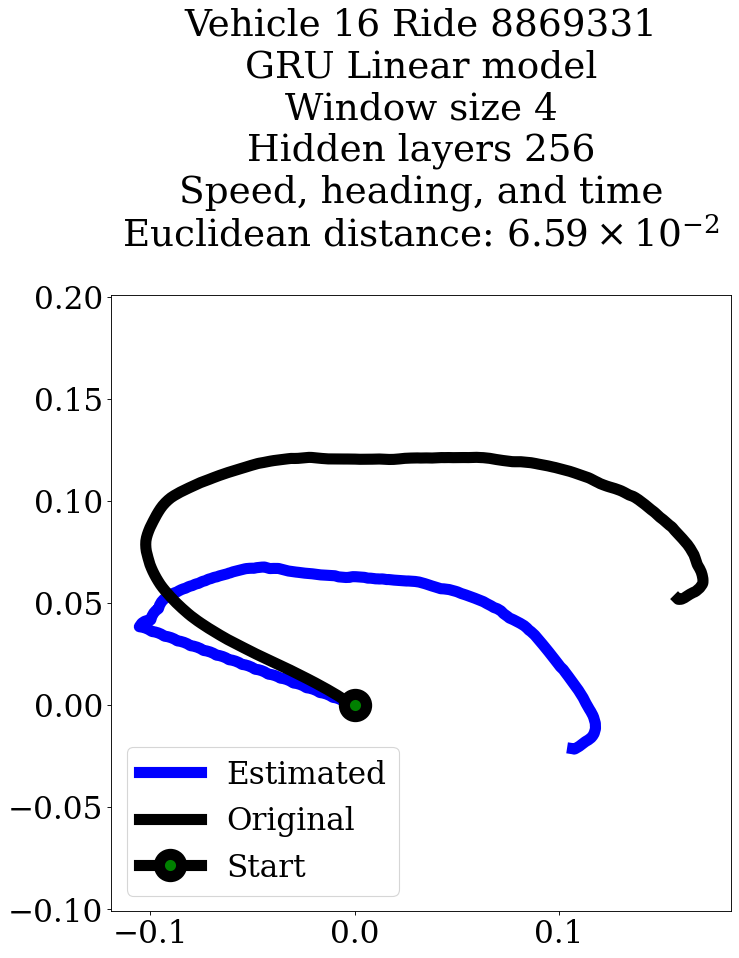 Vehicle 16 Ride 8869331
GRU Linear model
Window size 4
Hidden layers 256
Speed, heading, and time
Euclidean distance: 6.59 × 10⁻²
0.20
0.15
0.10
0.05
0.00
−0.05
−0.10
Estimated
Original
Start
−0.1 0.0 0.1